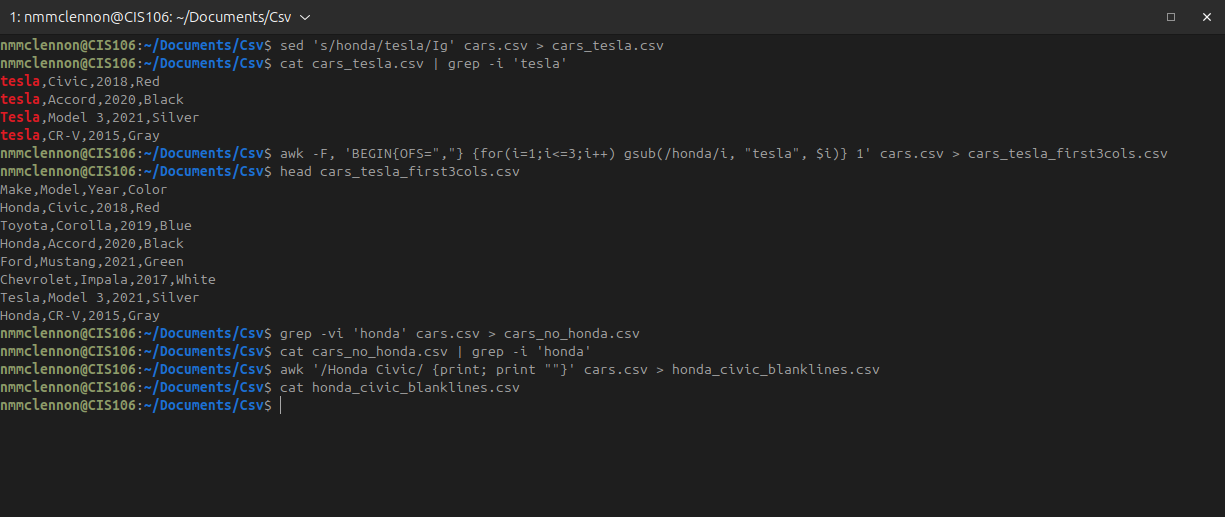 1: nmmclennon@CIS106: ~/Documents/Csv
nmmclennon@CIS106:~/Documents/Csv$ sed 's/honda/tesla/Ig' cars.csv > cars_tesla.csv
nmmclennon@CIS106:~/Documents/Csv$ cat cars_tesla.csv | grep -i 'tesla'
tesla,Civic,2018,Red
tesla,Accord,2020,Black
Tesla,Model 3,2021,Silver
tesla,CR-V,2015,Gray
nmmclennon@CIS106:~/Documents/Csv$ awk -F, 'BEGIN{OFS=","} {for(i=1;i<=3;i++) gsub(/honda/i, "tesla", $i)} 1' cars.csv > cars_tesla_first3cols.csv
nmmclennon@CIS106:~/Documents/Csv$ head cars_tesla_first3cols.csv
Make,Model,Year,Color
Honda,Civic,2018,Red
Toyota,Corolla,2019,Blue
Honda,Accord,2020,Black
Ford,Mustang,2021,Green
Chevrolet,Impala,2017,White
Tesla,Model 3,2021,Silver
Honda,CR-V,2015,Gray
nmmclennon@CIS106:~/Documents/Csv$ grep -vi 'honda' cars.csv > cars_no_honda.csv
nmmclennon@CIS106:~/Documents/Csv$ cat cars_no_honda.csv | grep -i 'honda'
nmmclennon@CIS106:~/Documents/Csv$ awk '/Honda Civic/ {print; print ""}' cars.csv > honda_civic_blanklines.csv
nmmclennon@CIS106:~/Documents/Csv$ cat honda_civic_blanklines.csv
nmmclennon@CIS106:~/Documents/Csv$